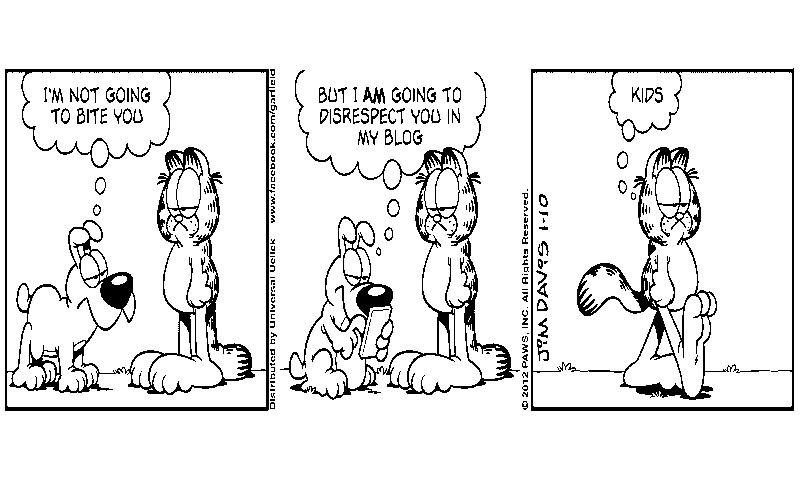 I'M NOT GOING
TO BITE YOU
BUT I AM GOING TO
DISRESPECT YOU IN
MY BLOG
KIDS
www.facebook.com/garfield
Distributed by Universal Uclick
© 2012 PAWS, INC. All Rights Reserved.
JIM DAVIS 1-10